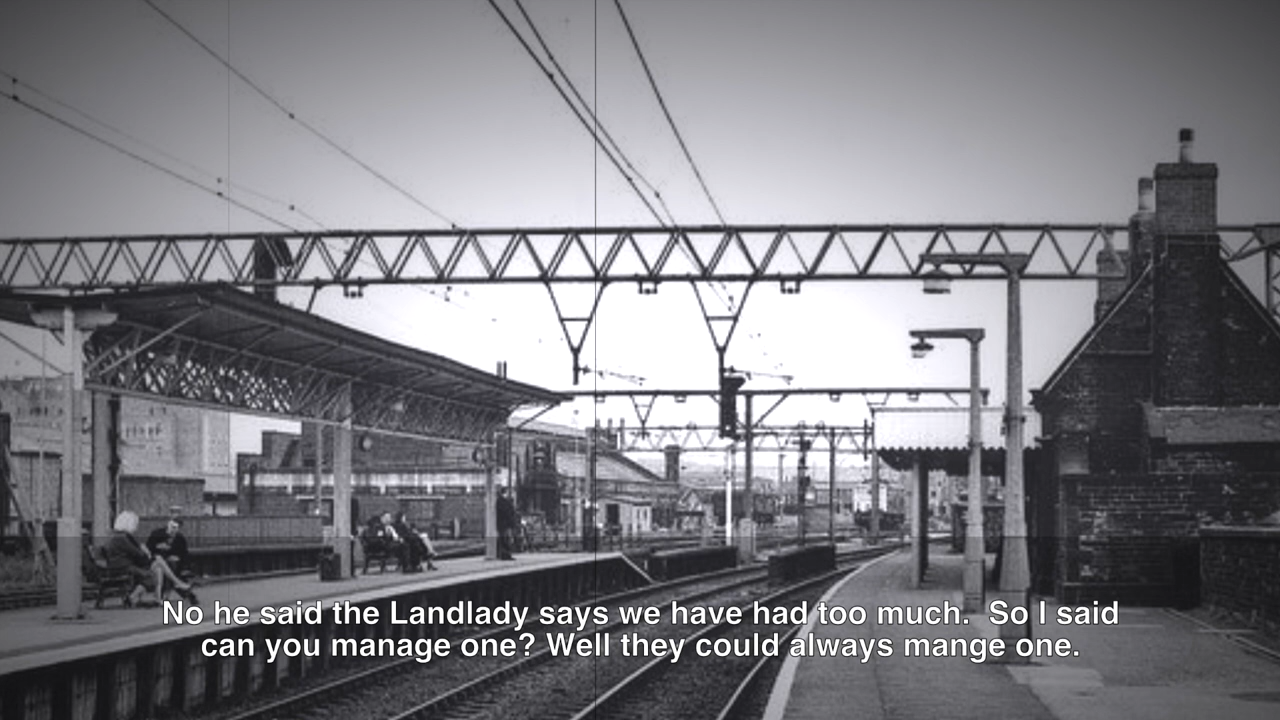 No he said the Landlady says we have had too much.  So I said
can you manage one? Well they could always mange one.